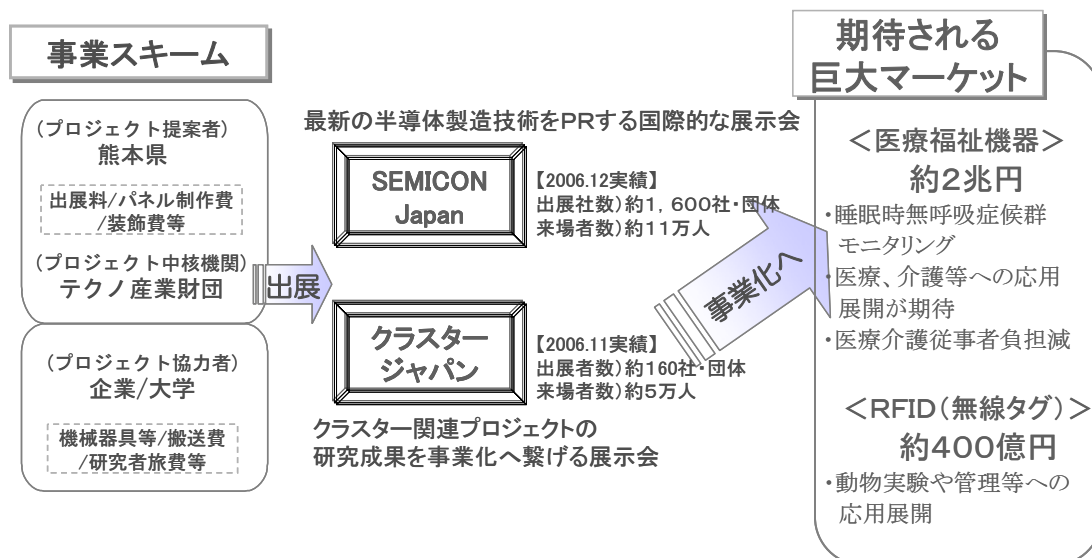 事業スキーム
(プロジェクト提案者)
熊本県
出展料/パネル制作費
/装飾費等
(プロジェクト中核機関)
テクノ産業財団
(プロジェクト協力者)
企業/大学
機械器具等/搬送費
/研究者旅費等
出展
最新の半導体製造技術をPRする国際的な展示会
SEMICON
Japan
【2006.12実績】
出展社数)約1,600社・団体
来場者数)約11万人
クラスター
ジャパン
【2006.11実績】
出展者数)約160社・団体
来場者数)約5万人
クラスター関連プロジェクトの
研究成果を事業化へ繋げる展示会
事業化へ
期待される
巨大マーケット
<医療福祉機器>
約2兆円
・睡眠時無呼吸症候群
モニタリング
・医療、介護等への応用
展開が期待
・医療介護従事者負担減
<RFID(無線タグ)>
約400億円
・動物実験や管理等への
応用展開